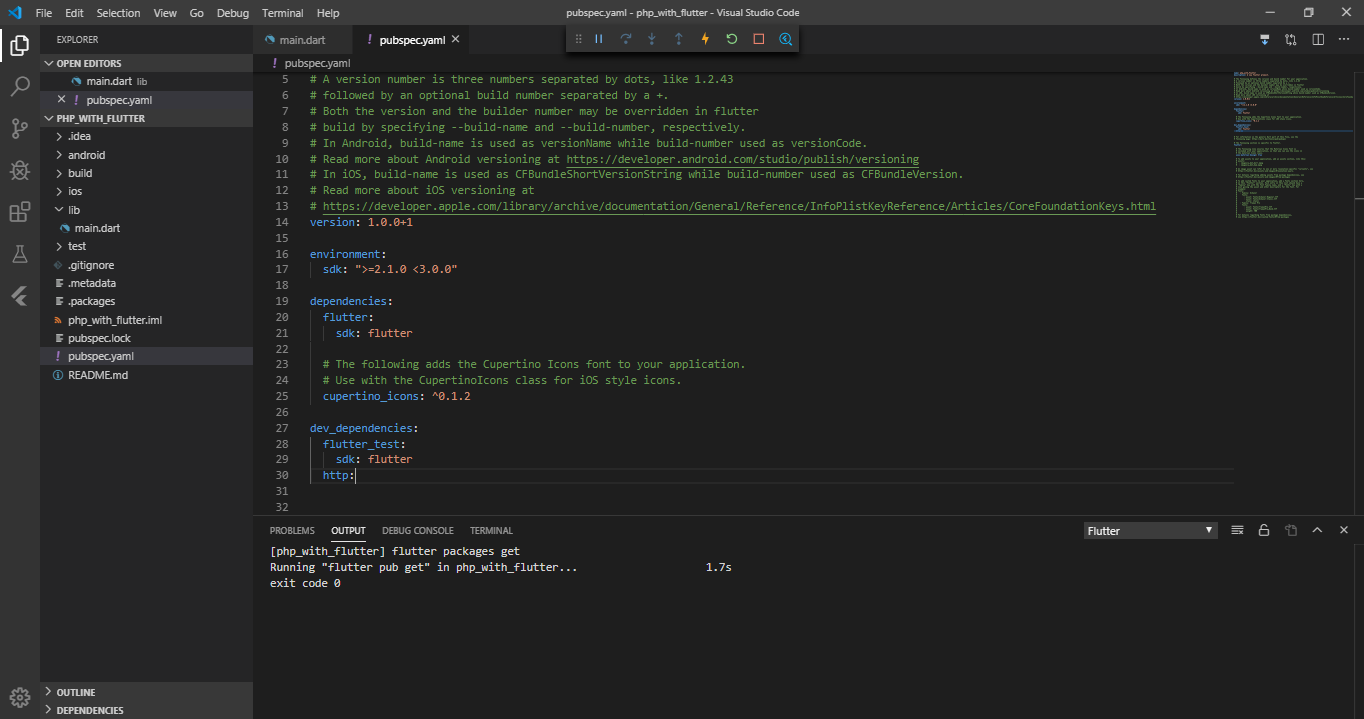 File Edit Selection View Go Debug Terminal Help
pubspec.yaml - php_with_flutter - Visual Studio Code
EXPLORER
OPEN EDITORS
main.dart lib
pubspec.yaml
PHP_WITH_FLUTTER
.idea
android
build
ios
lib
main.dart
test
.gitignore
.metadata
.packages
php_with_flutter.iml
pubspec.lock
pubspec.yaml
README.md
OUTLINE
DEPENDENCIES
main.dart
pubspec.yaml
pubspec.yaml
5 # A version number is three numbers separated by dots, like 1.2.43
6 # followed by an optional build number separated by a +.
7 # Both the version and the builder number may be overridden in flutter
8 # build by specifying --build-name and --build-number, respectively.
9 # In Android, build-name is used as versionName while build-number used as versionCode.
10 # Read more about Android versioning at https://developer.android.com/studio/publish/versioning
11 # In iOS, build-name is used as CFBundleShortVersionString while build-number used as CFBundleVersion.
12 # Read more about iOS versioning at
13 # https://developer.apple.com/library/archive/documentation/General/Reference/InfoPlistKeyReference/Articles/CoreFoundationKeys.html
14 version: 1.0.0+1
15
16 environment:
17 sdk: ">=2.1.0 <3.0.0"
18
19 dependencies:
20 flutter:
21 sdk: flutter
22
23 # The following adds the Cupertino Icons font to your application.
24 # Use with the CupertinoIcons class for iOS style icons.
25 cupertino_icons: ^0.1.2
26
27 dev_dependencies:
28 flutter_test:
29 sdk: flutter
30 http:
31
32
PROBLEMS OUTPUT DEBUG CONSOLE TERMINAL
Flutter
[php_with_flutter] flutter packages get
Running "flutter pub get" in php_with_flutter... 1.7s
exit code 0